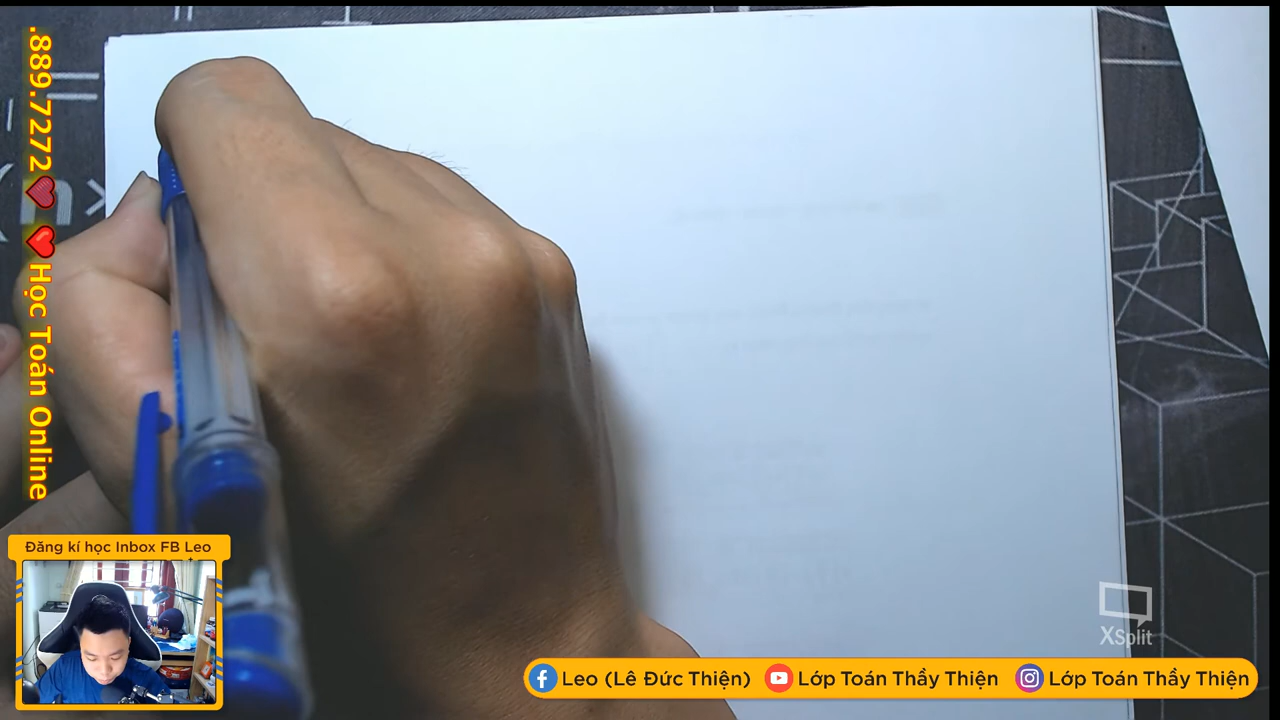 .889.7272❤️ ❤️Học Toán Online
Đăng kí học Inbox FB Leo
XSplit
Leo (Lê Đức Thiện) Lớp Toán Thầy Thiện Lớp Toán Thầy Thiện